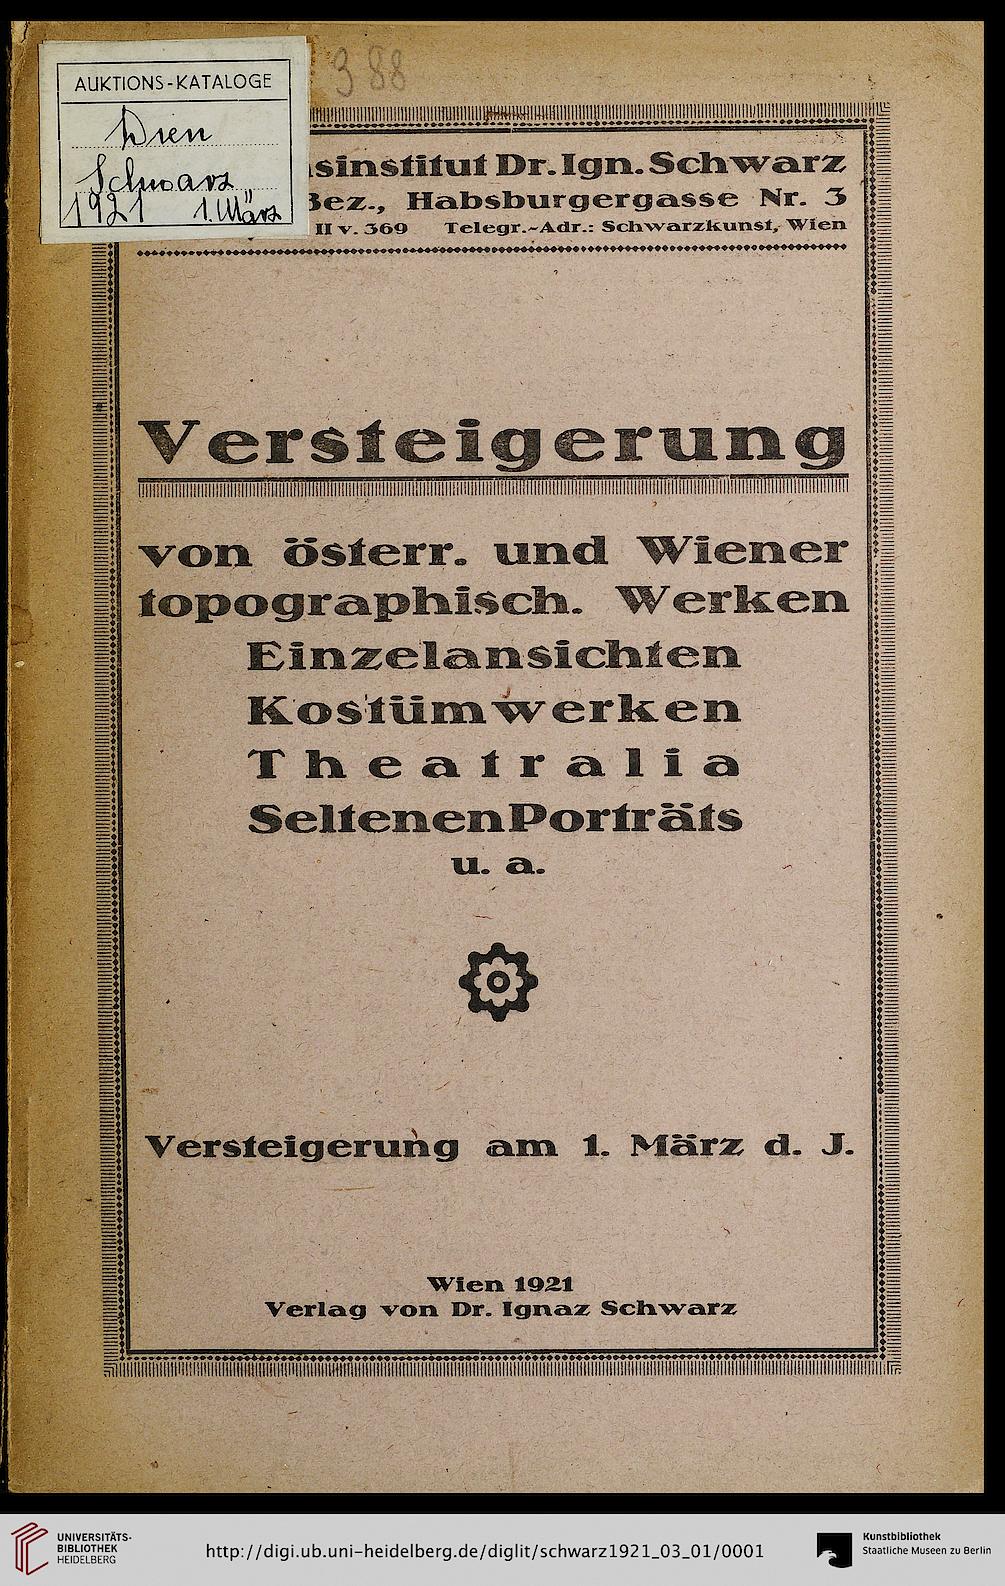 388
AUKTIONS-KATALOGE
Wien
Schwarz
1921 1. März
sinstitut Dr. Ign. Schwarz
Bez., Habsburgergasse Nr. 3
II v. 369 Telegr.-Adr.: Schwarzkunst, Wien
Versteigerung
von österr. und Wiener
topographisch. Werken
Einzelansichten
Kostümwerken
Theatralia
Seltenen Porträts
u. a.
Versteigerung am 1. März d. J.
Wien 1921
Verlag von Dr. Ignaz Schwarz
UNIVERSITÄTS-
BIBLIOTHEK
HEIDELBERG
http://digi.ub.uni-heidelberg.de/diglit/schwarz1921_03_01/0001
Kunstbibliothek
Staatliche Museen zu Berlin